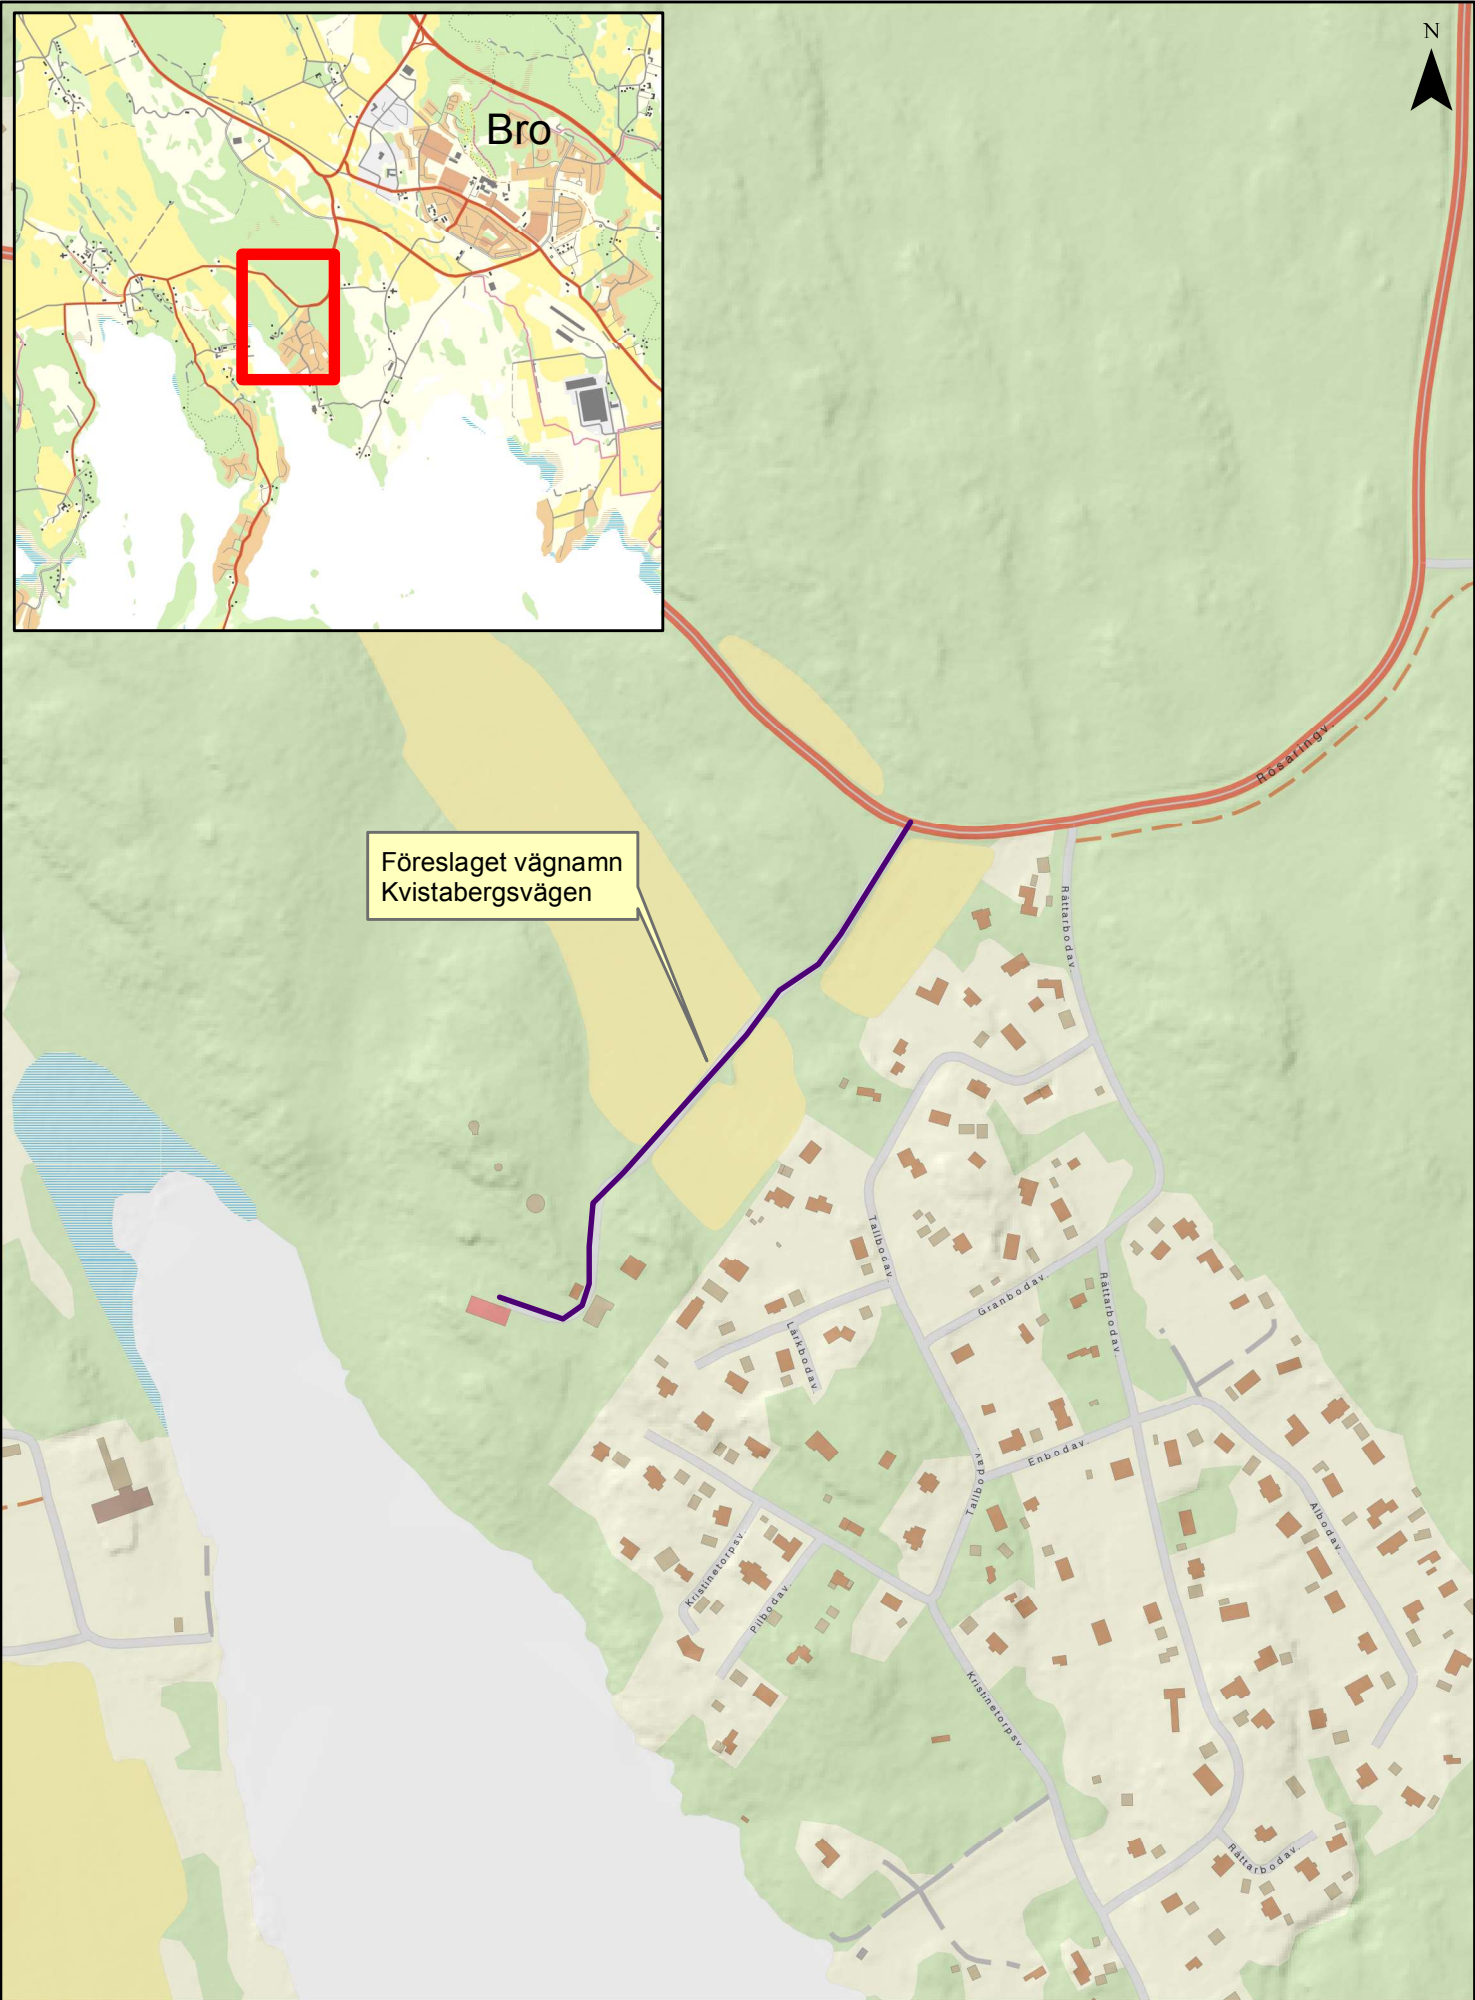 Bro
N
Rösaringv.
Föreslaget vägnamn
Kvistabergsvägen
Rättarbodav.
Tallbodav.
Granbodav.
Rättarbodav.
Lärkbodav.
Enbodav.
Tallbodav.
Albodav.
Kristinetorpsv.
Pilbodav.
Kristinetorpsv.
Rättarbodav.